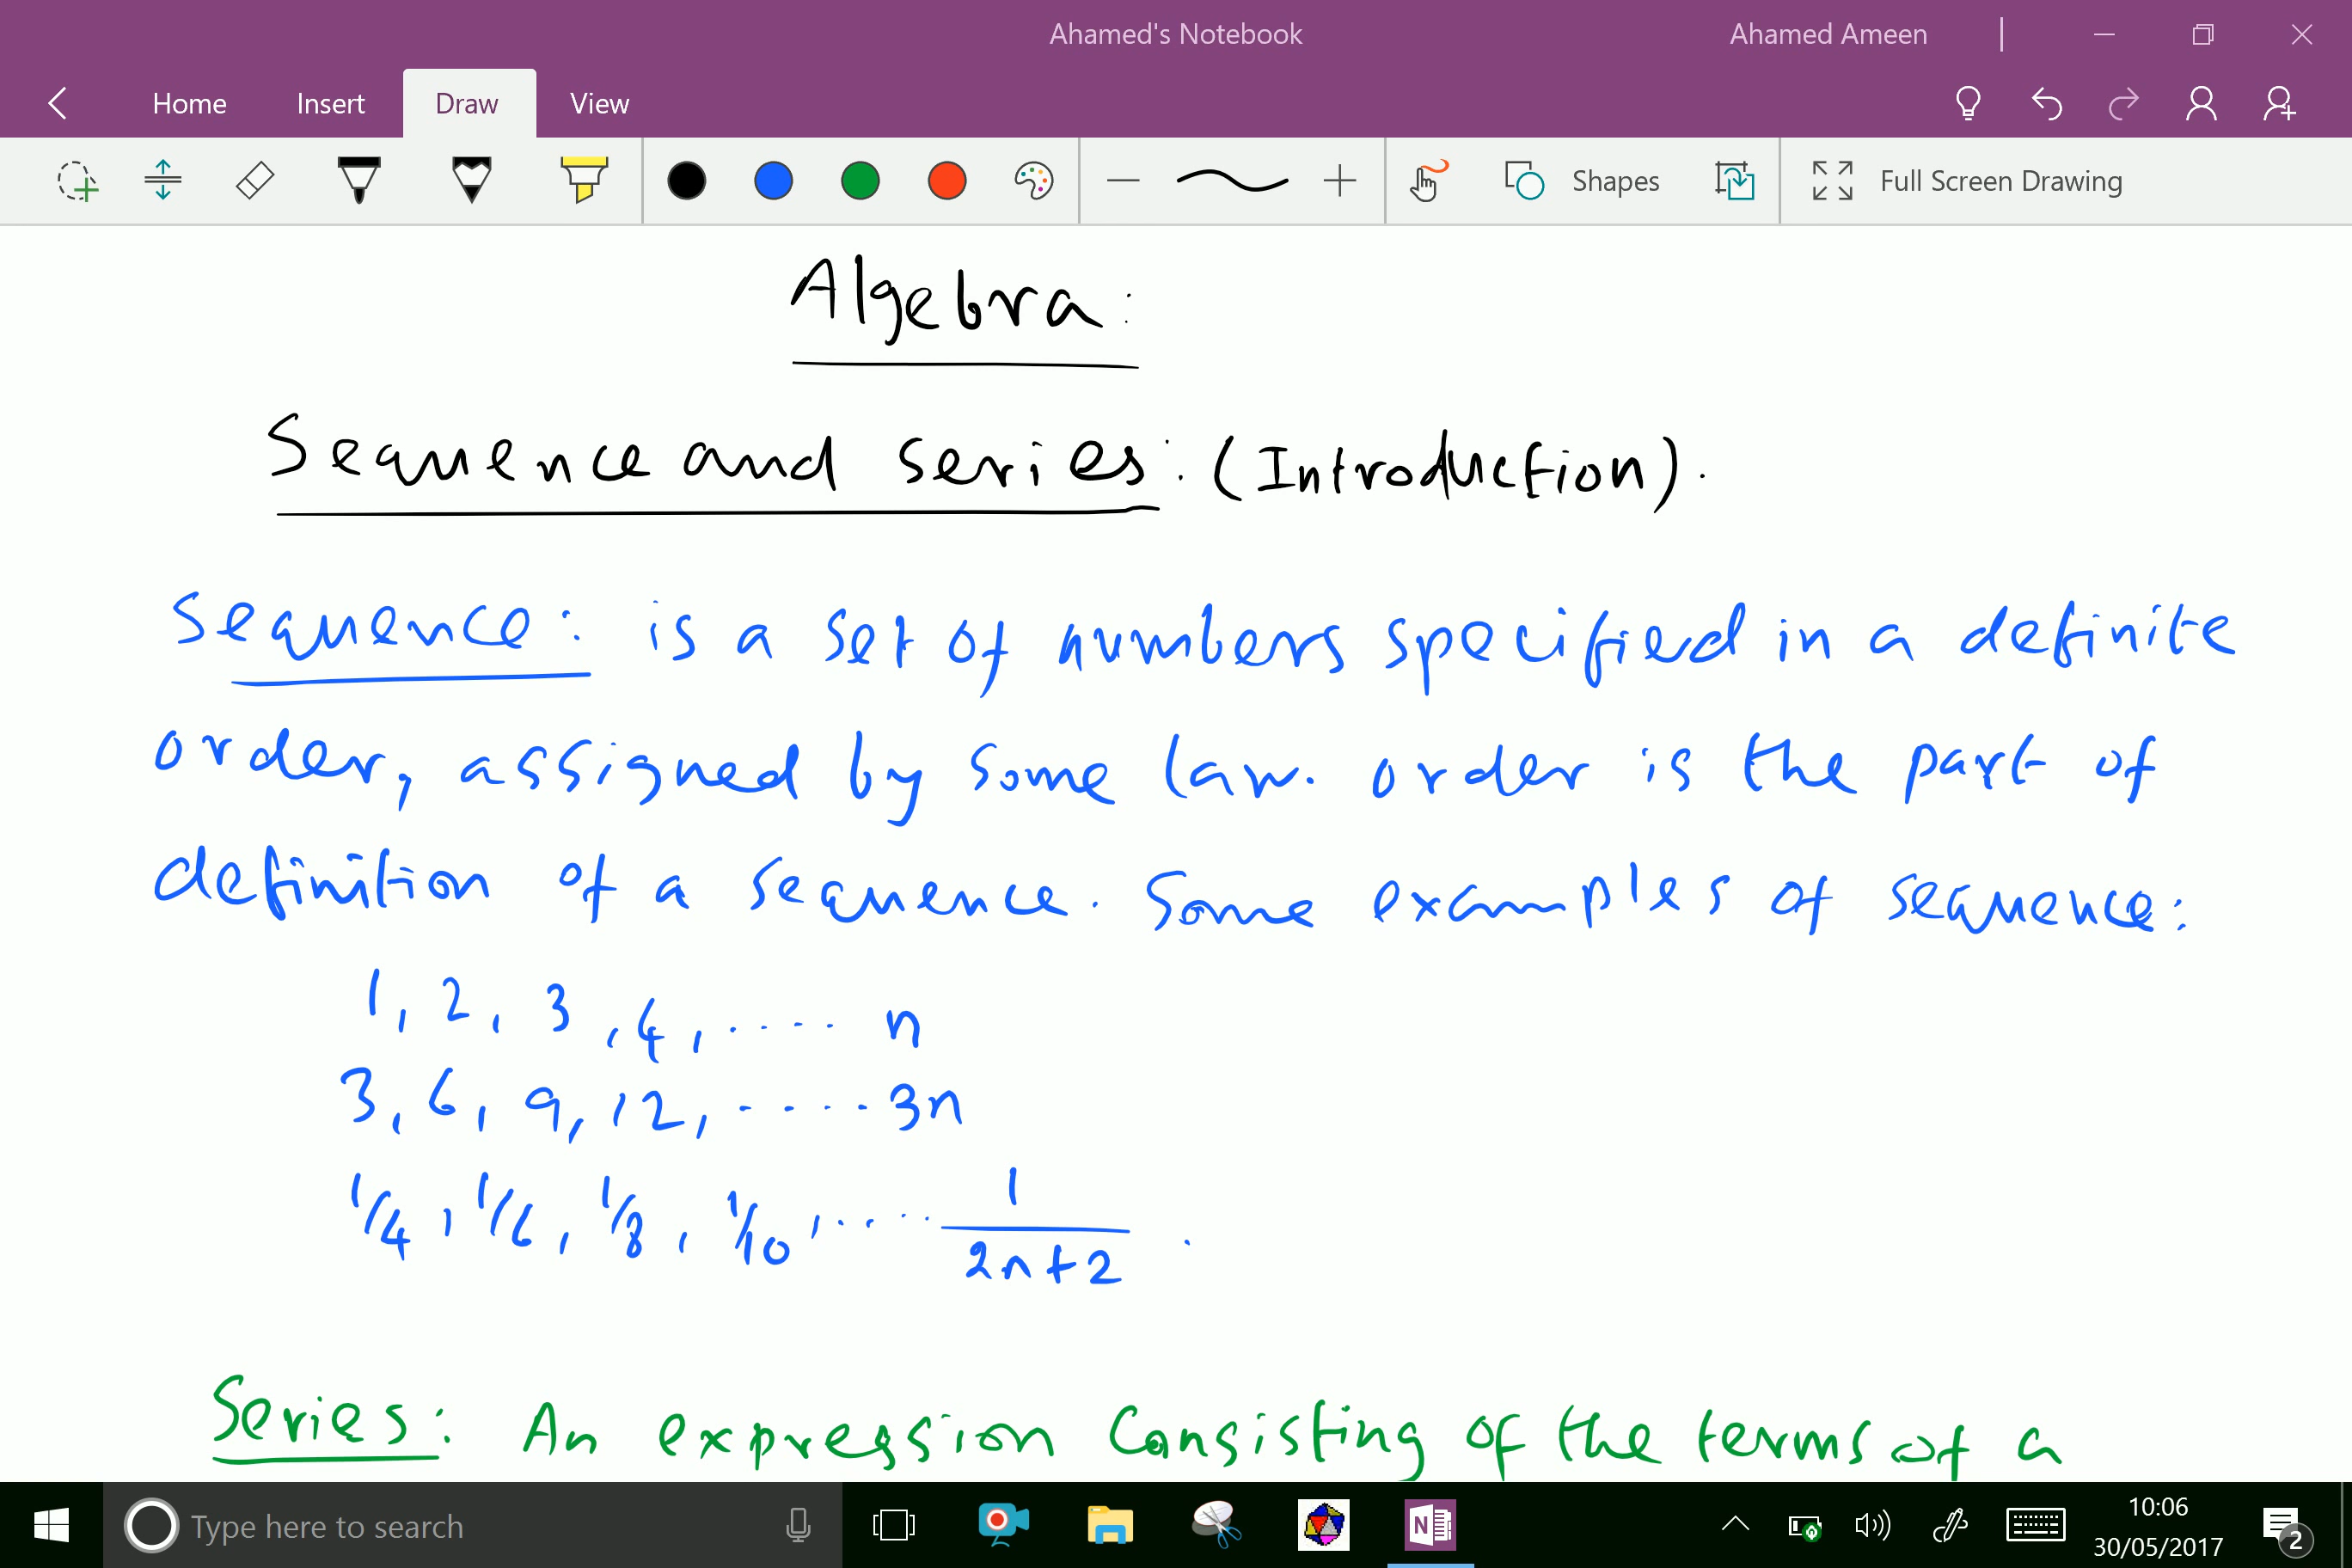 Ahamed's Notebook
Ahamed Ameen
Home Insert Draw View
Shapes Full Screen Drawing
Algebra:
Sequence and series: (Introduction).
Sequence: is a set of numbers specified in a definite
order, assigned by some law. order is the part of
definition of a sequence. Some examples of sequence:
1, 2, 3, 4, ..... n
3, 6, 9, 12, ..... 3n
1/4, 1/6, 1/8, 1/10, ..... 1/(2n+2) .
Series: An expression Consisting of the terms of a
Type here to search
N
10:06
30/05/2017
2